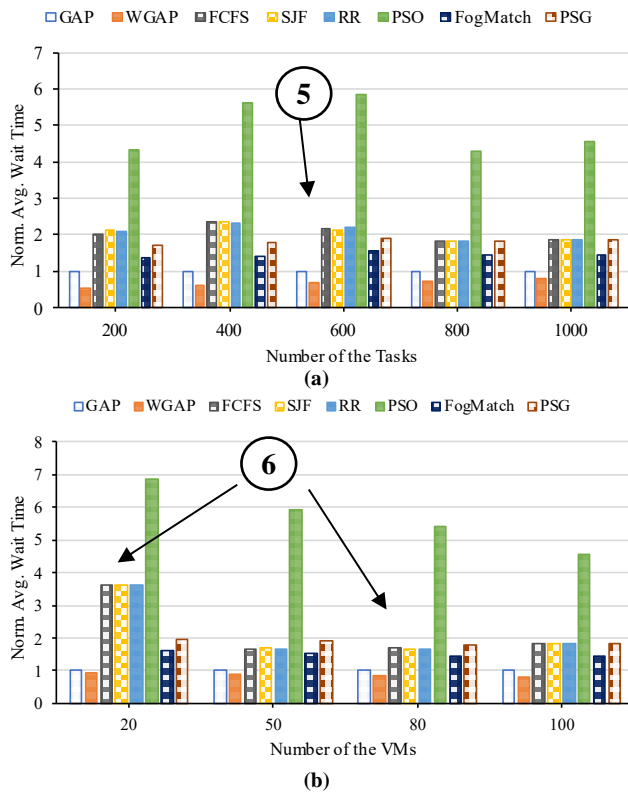 GAP WGAP FCFS SJF RR PSO FogMatch PSG
7
6
5
4
3
2
1
0
Norm. Avg. Wait Time
5
200 400 600 800 1000
Number of the Tasks
(a)
GAP WGAP FCFS SJF RR PSO FogMatch PSG
8
7
6
5
4
3
2
1
0
Norm. Avg. Wait Time
6
20 50 80 100
Number of the VMs
(b)